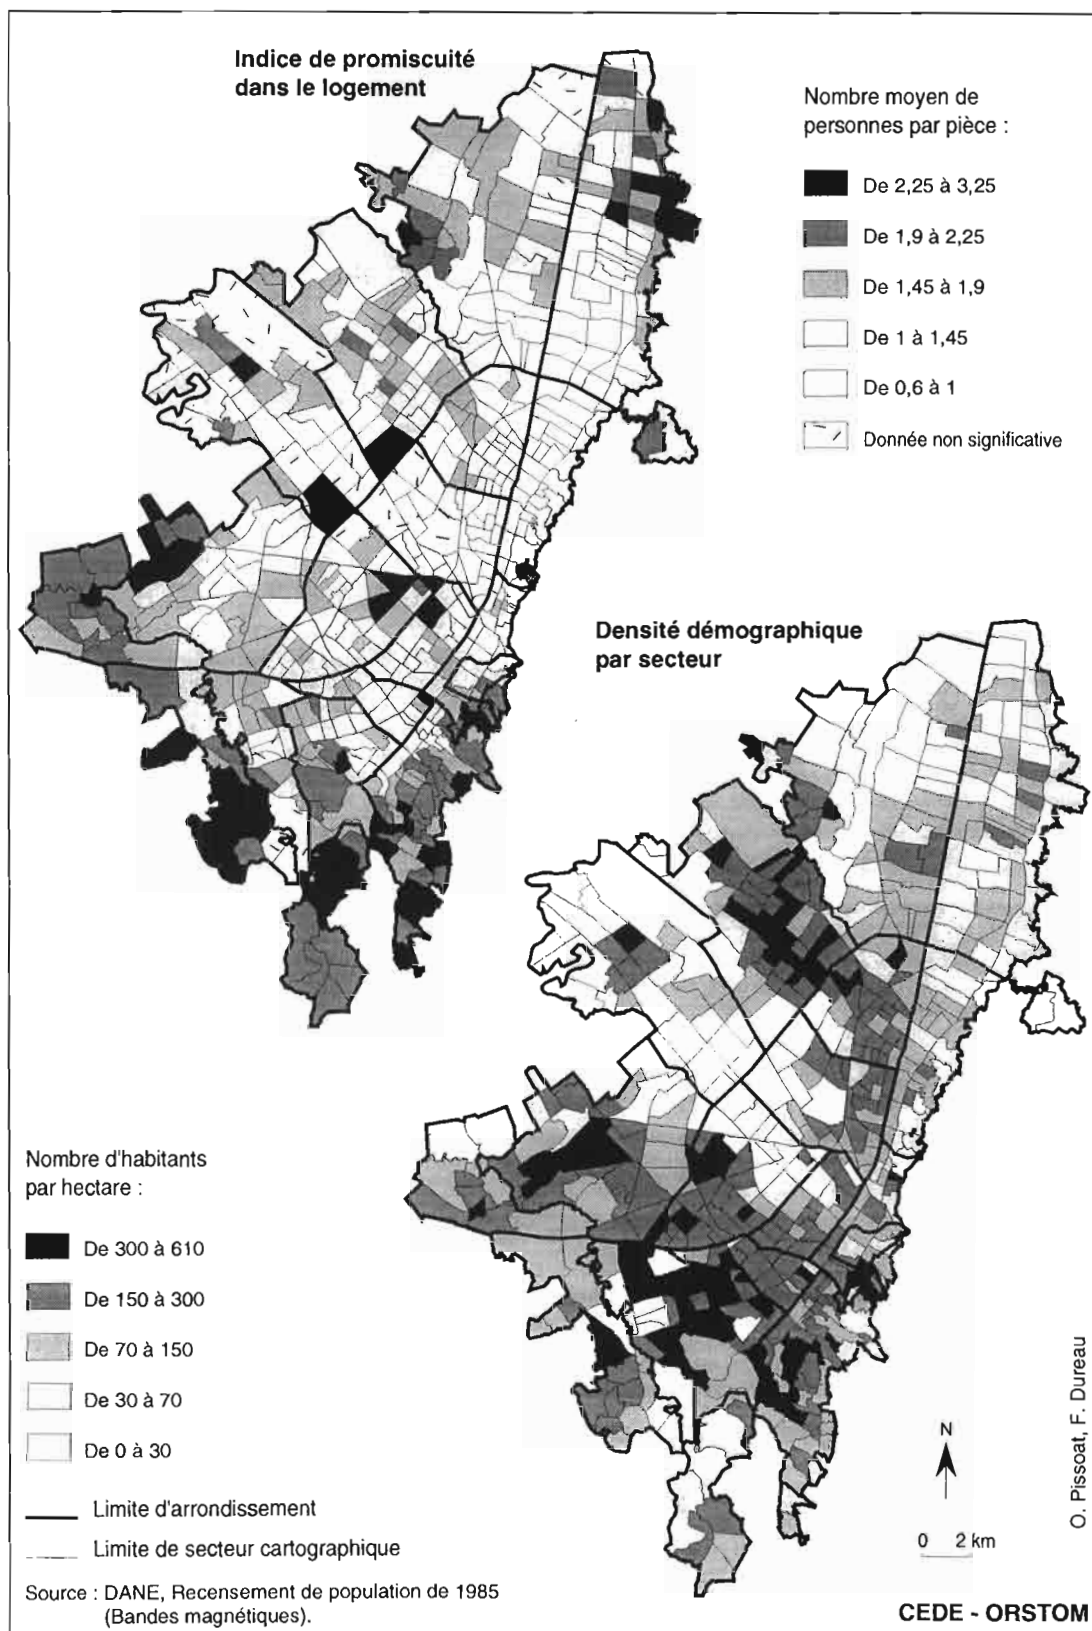 Indice de promiscuité
dans le logement
Nombre moyen de
personnes par pièce :
De 2,25 à 3,25
De 1,9 à 2,25
De 1,45 à 1,9
De 1 à 1,45
De 0,6 à 1
Donnée non significative
Densité démographique
par secteur
Nombre d'habitants
par hectare :
De 300 à 610
De 150 à 300
De 70 à 150
De 30 à 70
De 0 à 30
Limite d'arrondissement
Limite de secteur cartographique
Source : DANE, Recensement de population de 1985
(Bandes magnétiques).
N
0 2 km
O. Pissoat, F. Dureau
CEDE - ORSTOM